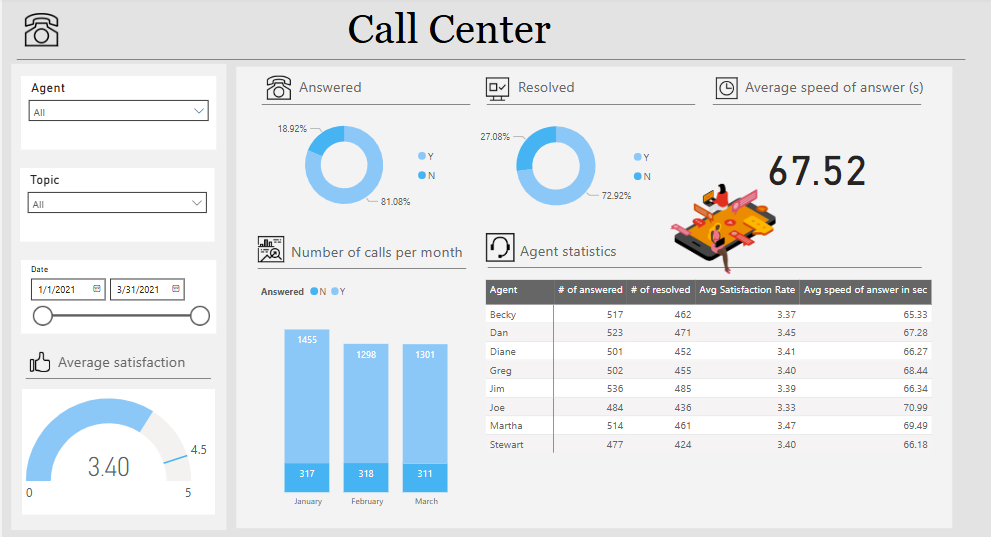 Call Center
Agent
All
Topic
All
Date
1/1/2021 3/31/2021
Average satisfaction
3.40
4.5
0 5
Answered
18.92%
81.08%
Y
N
Resolved
27.08%
72.92%
Y
N
Average speed of answer (s)
67.52
Number of calls per month
Answered N Y
1455 1298 1301
317 318 311
January February March
Agent statistics
Agent # of answered # of resolved Avg Satisfaction Rate Avg speed of answer in sec
Becky 517 462 3.37 65.33
Dan 523 471 3.45 67.28
Diane 501 452 3.41 66.27
Greg 502 455 3.40 68.44
Jim 536 485 3.39 66.34
Joe 484 436 3.33 70.99
Martha 514 461 3.47 69.49
Stewart 477 424 3.40 66.18